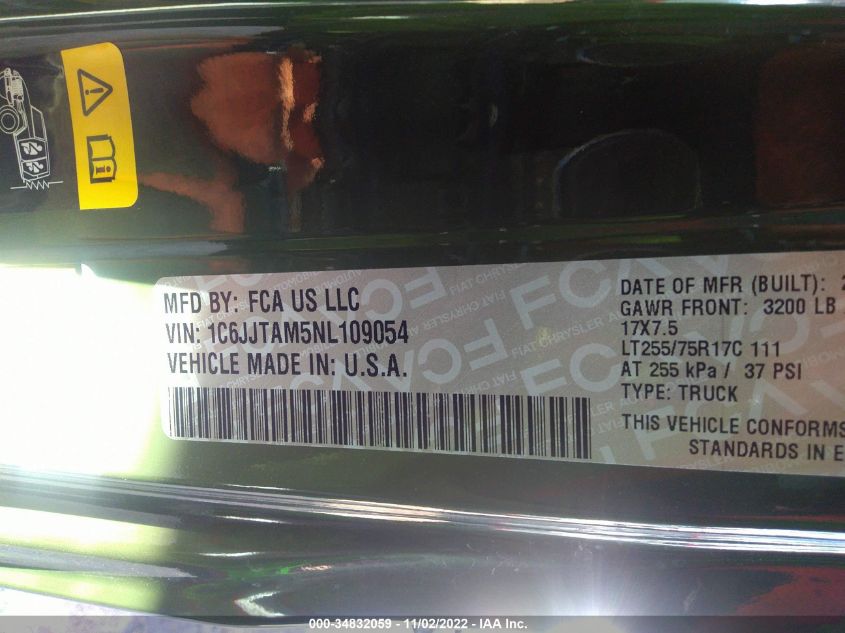 MFD BY: FCA US LLC
VIN: 1C6JJTAM5NL109054
VEHICLE MADE IN: U.S.A.
DATE OF MFR (BUILT):
GAWR FRONT: 3200 LB
17X7.5
LT255/75R17C 111
AT 255 kPa / 37 PSI
TYPE: TRUCK
THIS VEHICLE CONFORMS
STANDARDS IN
000-34832059 - 11/02/2022 - IAA Inc.